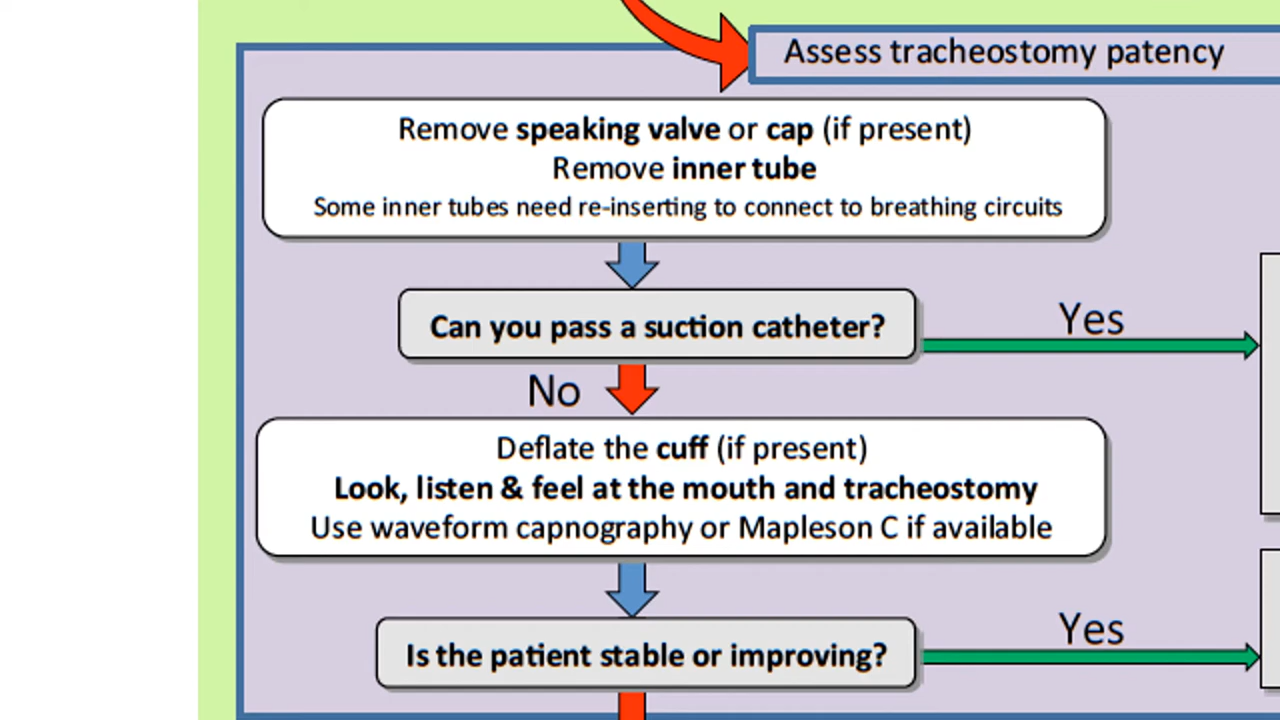 Assess tracheostomy patency
Remove speaking valve or cap (if present)
Remove inner tube
Some inner tubes need re-inserting to connect to breathing circuits
Can you pass a suction catheter?
Yes
No
Deflate the cuff (if present)
Look, listen & feel at the mouth and tracheostomy
Use waveform capnography or Mapleson C if available
Is the patient stable or improving?
Yes